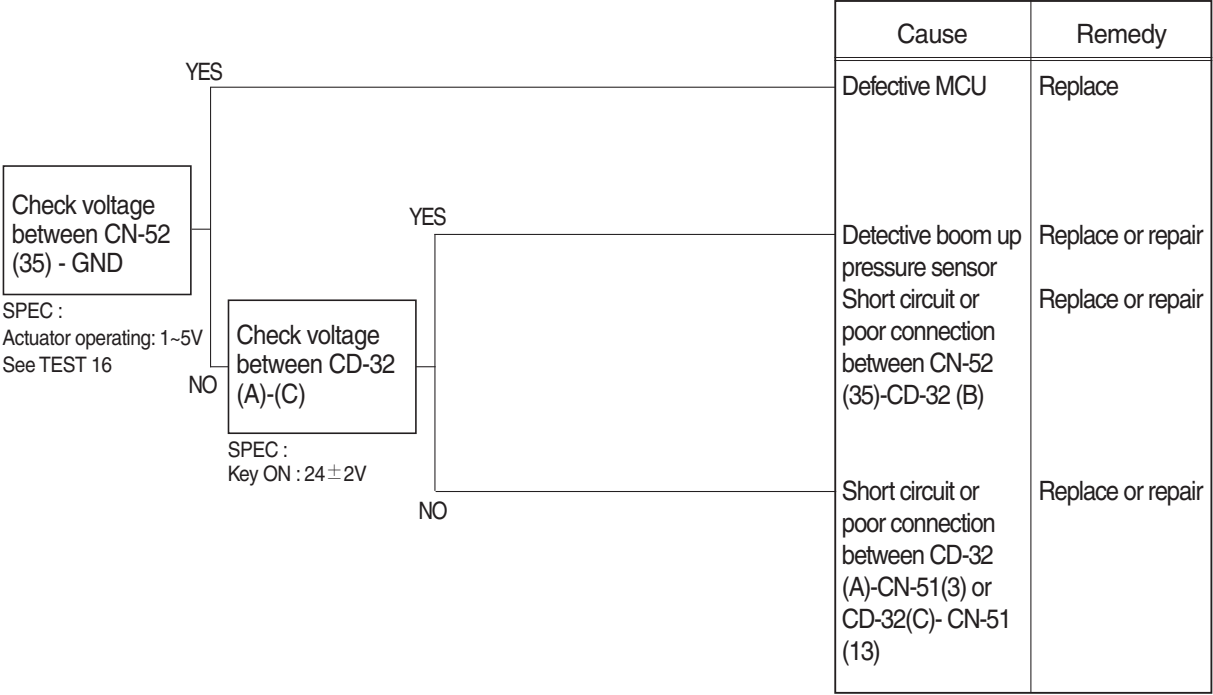 Cause
Remedy
YES
Defective MCU
Replace
Check voltage
between CN-52
(35) - GND
SPEC :
Actuator operating: 1~5V
See TEST 16
NO
YES
Detective boom up
pressure sensor
Replace or repair
Short circuit or
poor connection
between CN-52
(35)-CD-32 (B)
Replace or repair
Check voltage
between CD-32
(A)-(C)
SPEC :
Key ON : 24±2V
NO
Short circuit or
poor connection
between CD-32
(A)-CN-51(3) or
CD-32(C)- CN-51
(13)
Replace or repair